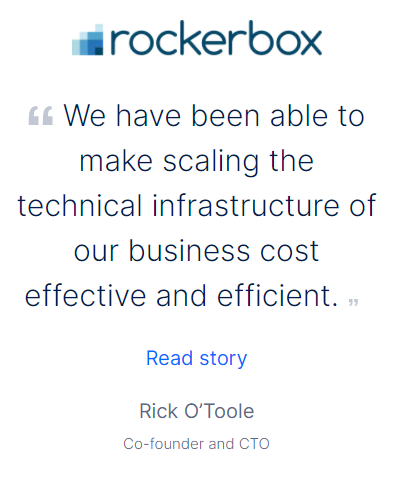 rockerbox
“ We have been able to
make scaling the
technical infrastructure of
our business cost
effective and efficient. ”
Read story
Rick O’Toole
Co-founder and CTO